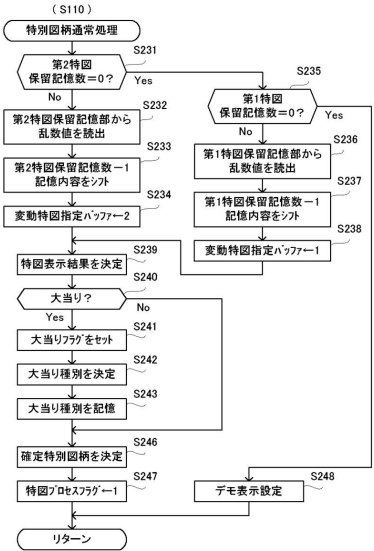 (S110)
特別図柄通常処理
S231
第2特図?
保留記憶数=0?
Yes
No
S232
第2特図保留記憶部から
乱数値を読出
S233
第2特図保留記憶数-1
記憶内容をシフト
S234
変動特図指定バッファ←2
S235
第1特図
保留記憶数=0?
Yes
No
S236
第1特図保留記憶部から
乱数値を読出
S237
第1特図保留記憶数-1
記憶内容をシフト
S238
変動特図指定バッファ←1
S239
特図表示結果を決定
S240
大当り?
No
Yes
S241
大当りフラグをセット
S242
大当り種別を決定
S243
大当り種別を記憶
S246
確定特別図柄を決定
S247
特図プロセスフラグ←1
S248
デモ表示設定
リターン